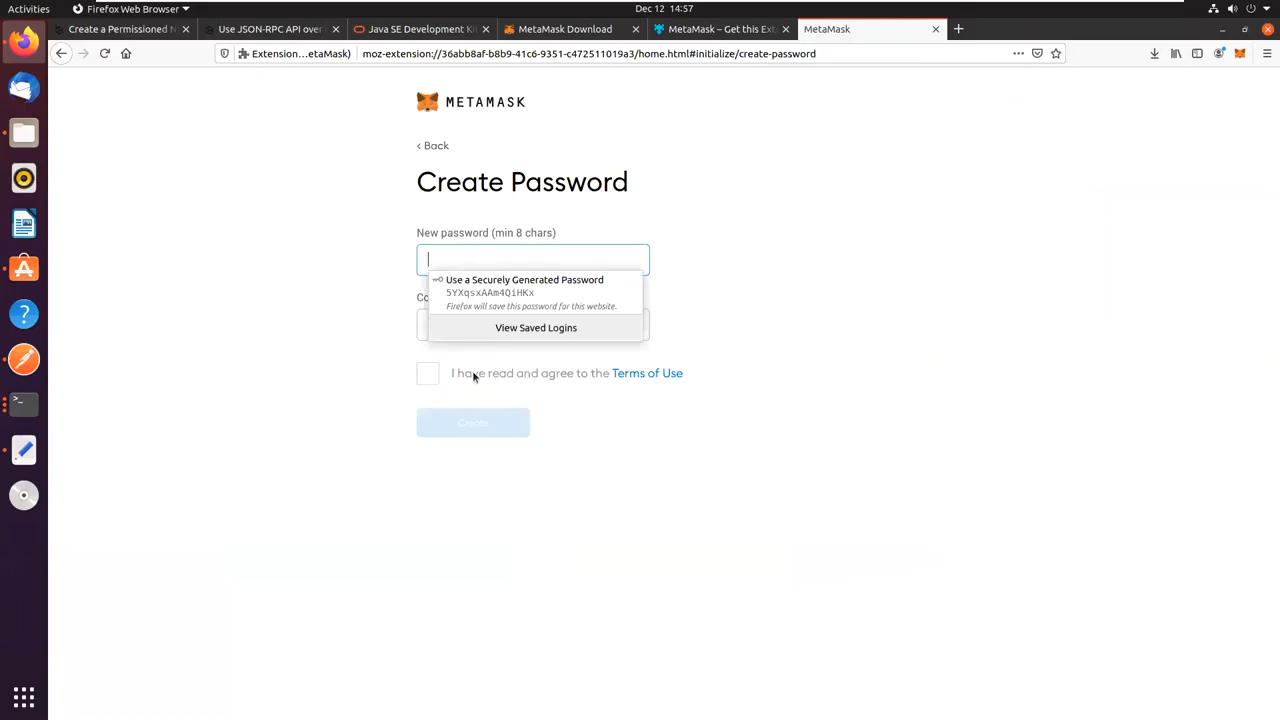 Activities
Firefox Web Browser
Dec 12 14:57
Create a Permissioned N
Use JSON-RPC API over
Java SE Development Ki
MetaMask Download
MetaMask – Get this Ext
MetaMask
Extension...etaMask)
moz-extension://36abb8af-b8b9-41c6-9351-c472511019a3/home.html#initialize/create-password
METAMASK
< Back
Create Password
New password (min 8 chars)
Use a Securely Generated Password
5YXqsxAAm4QiHKx
Firefox will save this password for this website.
Co
View Saved Logins
I have read and agree to the Terms of Use
Create